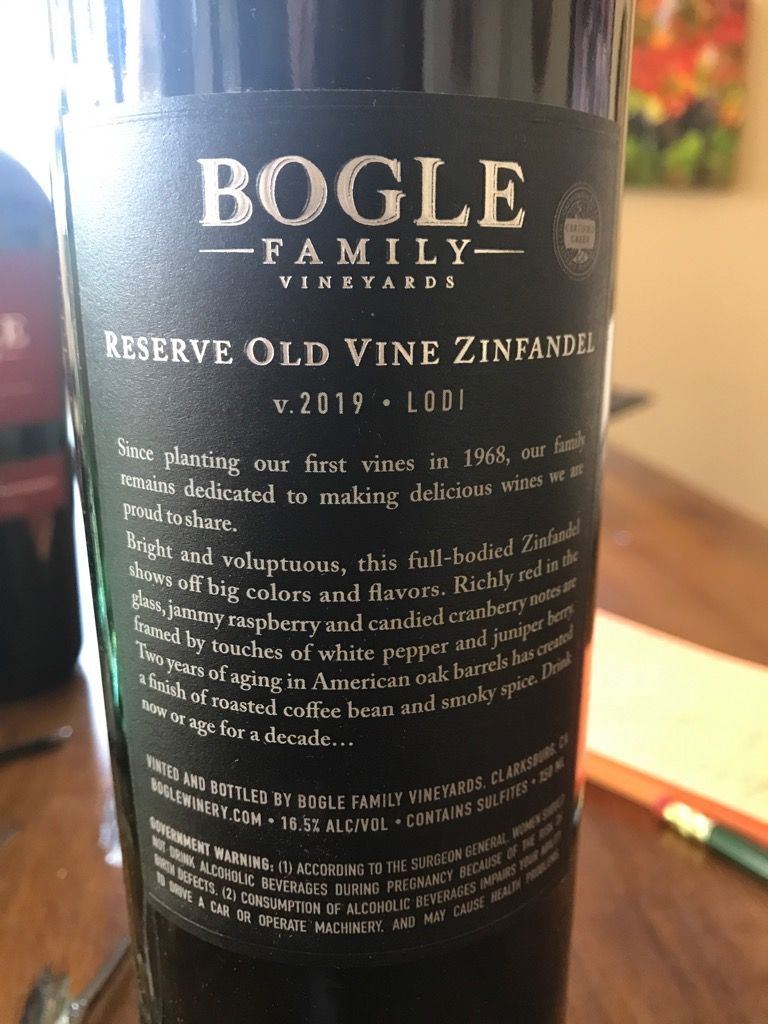 BOGLE
FAMILY
VINEYARDS
CERTIFIED
GREEN
RESERVE OLD VINE ZINFANDEL
v.2019 • LODI
Since planting our first vines in 1968, our family
remains dedicated to making delicious wines we are
proud to share.
Bright and voluptuous, this full-bodied Zinfandel
shows off big colors and flavors. Richly red in the
glass, jammy raspberry and candied cranberry notes are
framed by touches of white pepper and juniper berry.
Two years of aging in American oak barrels has created
a finish of roasted coffee bean and smoky spice. Drink
now or age for a decade...
VINTED AND BOTTLED BY BOGLE FAMILY VINEYARDS, CLARKSBURG, CA
BOGLEWINERY.COM • 16.5% ALC/VOL • CONTAINS SULFITES • 750 ML
GOVERNMENT WARNING: (1) ACCORDING TO THE SURGEON GENERAL, WOMEN SHOULD
NOT DRINK ALCOHOLIC BEVERAGES DURING PREGNANCY BECAUSE OF THE RISK OF
BIRTH DEFECTS. (2) CONSUMPTION OF ALCOHOLIC BEVERAGES IMPAIRS YOUR ABILITY
TO DRIVE A CAR OR OPERATE MACHINERY, AND MAY CAUSE HEALTH PROBLEMS.